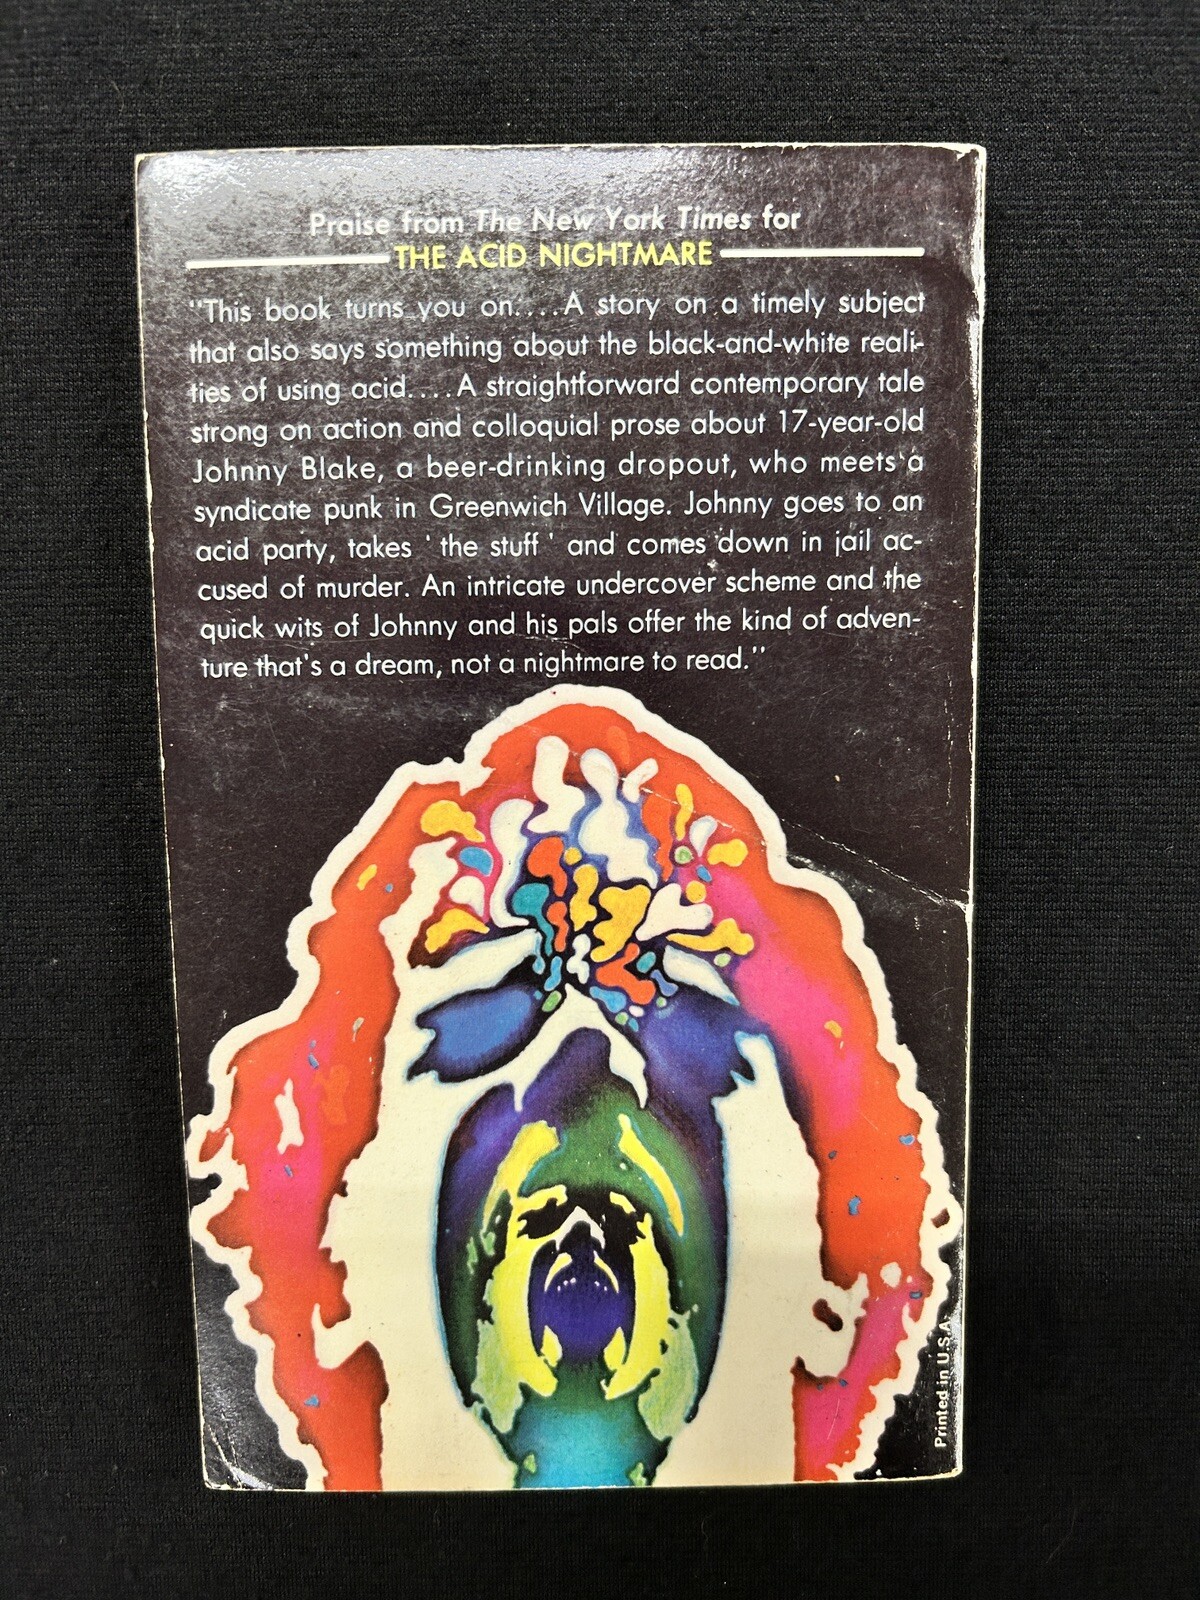 Praise from The New York Times for
THE ACID NIGHTMARE
"This book turns you on....A story on a timely subject
that also says something about the black-and-white reali-
ties of using acid....A straightforward contemporary tale
strong on action and colloquial prose about 17-year-old
Johnny Blake, a beer-drinking dropout, who meets a
syndicate punk in Greenwich Village. Johnny goes to an
acid party, takes 'the stuff' and comes down in jail ac-
cused of murder. An intricate undercover scheme and the
quick wits of Johnny and his pals offer the kind of adven-
ture that's a dream, not a nightmare to read."
Printed in U.S.A.